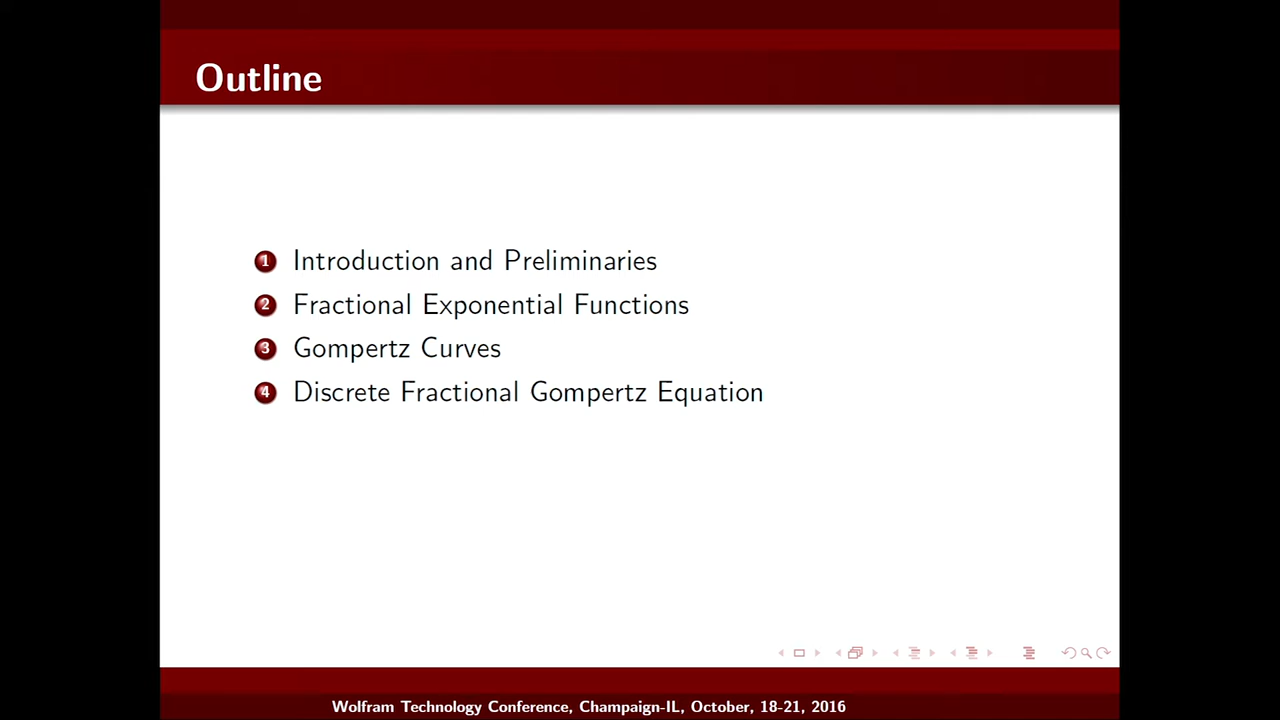 Outline
1 Introduction and Preliminaries
2 Fractional Exponential Functions
3 Gompertz Curves
4 Discrete Fractional Gompertz Equation
Wolfram Technology Conference, Champaign-IL, October, 18-21, 2016